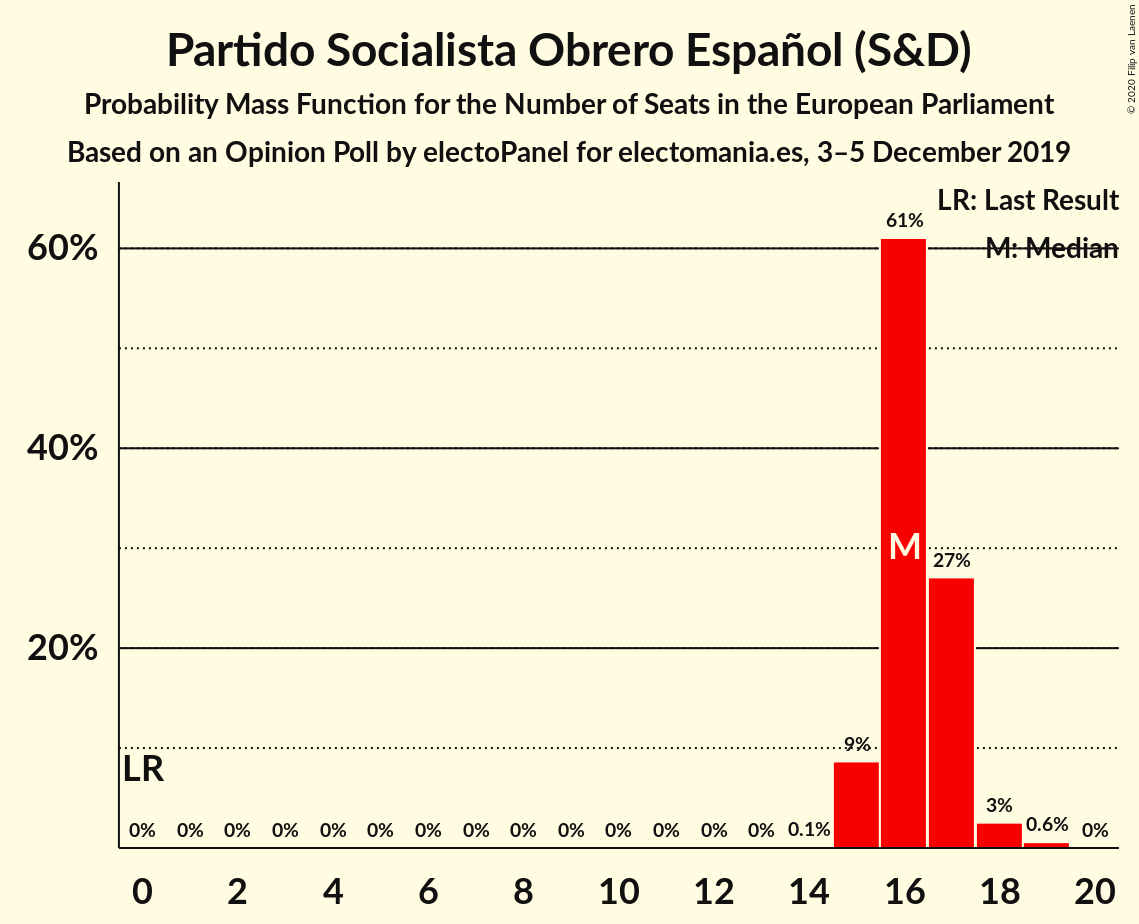 Partido Socialista Obrero Español (S&D)
Probability Mass Function for the Number of Seats in the European Parliament
Based on an Opinion Poll by electoPanel for electomania.es, 3–5 December 2019
© 2020 Filip van Laenen
LR: Last Result
M: Median
60%
40%
20%
61%
M
27%
LR
9%
3%
0% 0% 0% 0% 0% 0% 0% 0% 0% 0% 0% 0% 0% 0% 0.1% 0.6% 0%
0 2 4 6 8 10 12 14 16 18 20